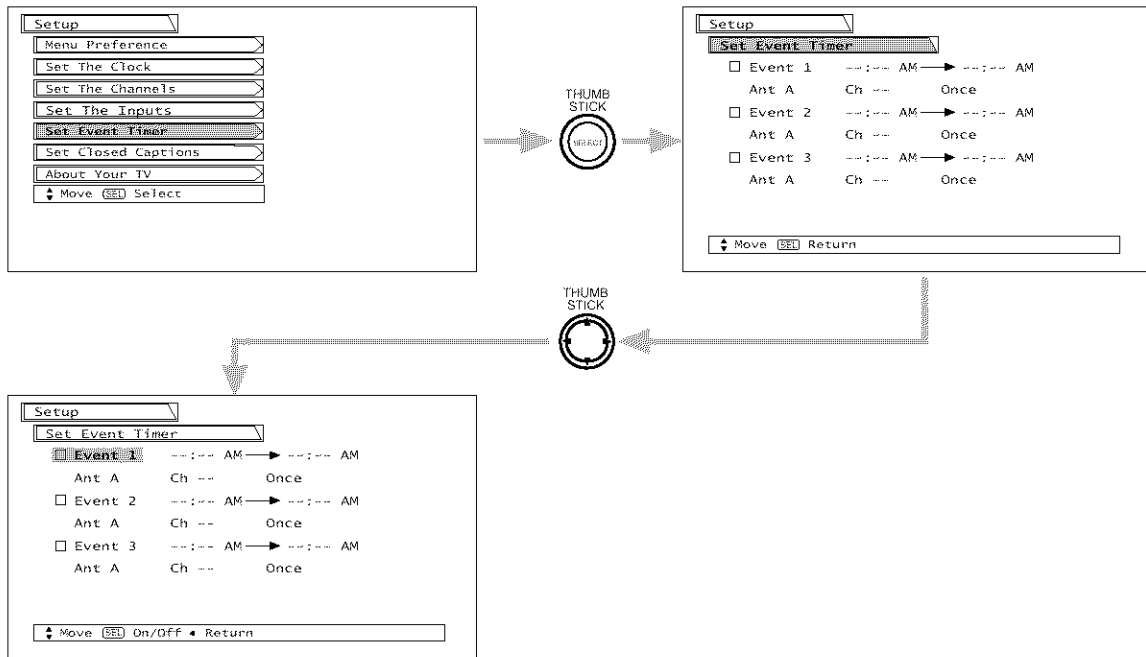 Setup
Menu Preference
Set The Clock
Set The Channels
Set The Inputs
Set Event Timer
Set Closed Captions
About Your TV
Move SEL Select
THUMB
STICK
SELECT
Setup
Set Event Timer
Event 1 --:-- AM --:-- AM
Ant A Ch -- Once
Event 2 --:-- AM --:-- AM
Ant A Ch -- Once
Event 3 --:-- AM --:-- AM
Ant A Ch -- Once
Move SEL Return
THUMB
STICK
Setup
Set Event Timer
Event 1 --:-- AM --:-- AM
Ant A Ch -- Once
Event 2 --:-- AM --:-- AM
Ant A Ch -- Once
Event 3 --:-- AM --:-- AM
Ant A Ch -- Once
Move SEL On/Off Return